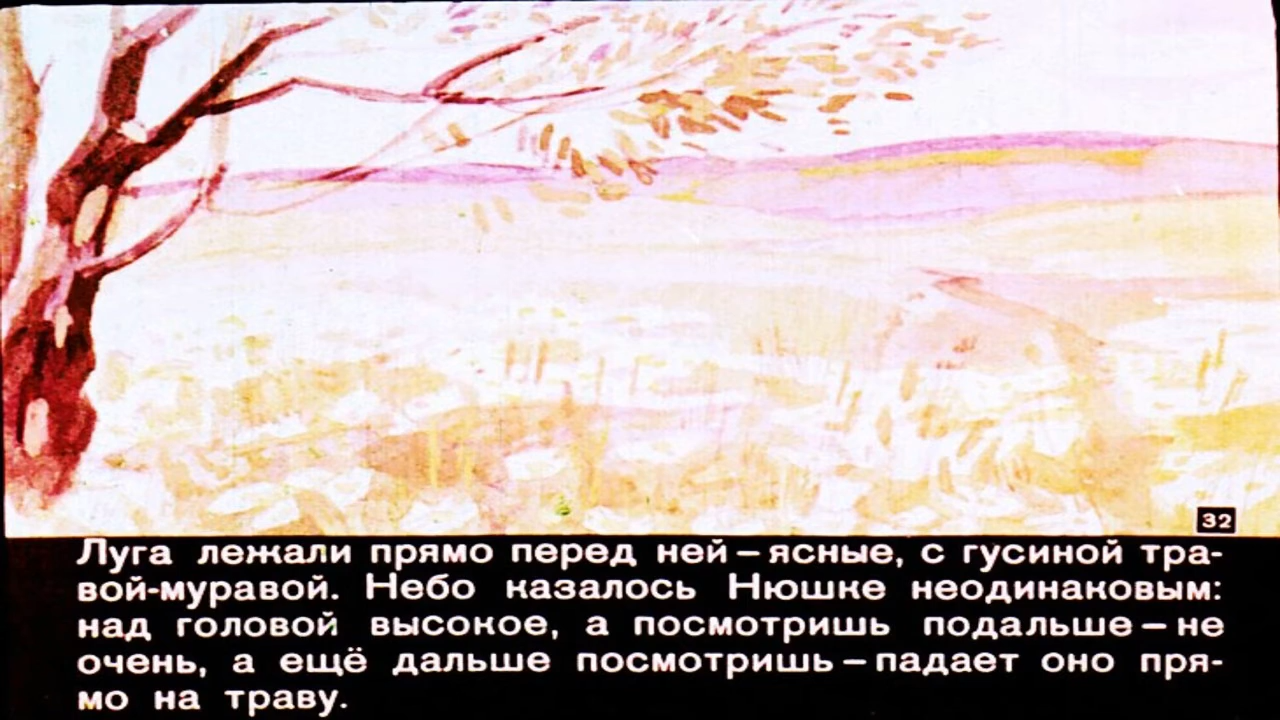 32
Луга лежали прямо перед ней – ясные, с гусиной тра-
вой-муравой. Небо казалось Нюшке неодинаковым:
над головой высокое, а посмотришь подальше – не
очень, а ещё дальше посмотришь – падает оно пря-
мо на траву.